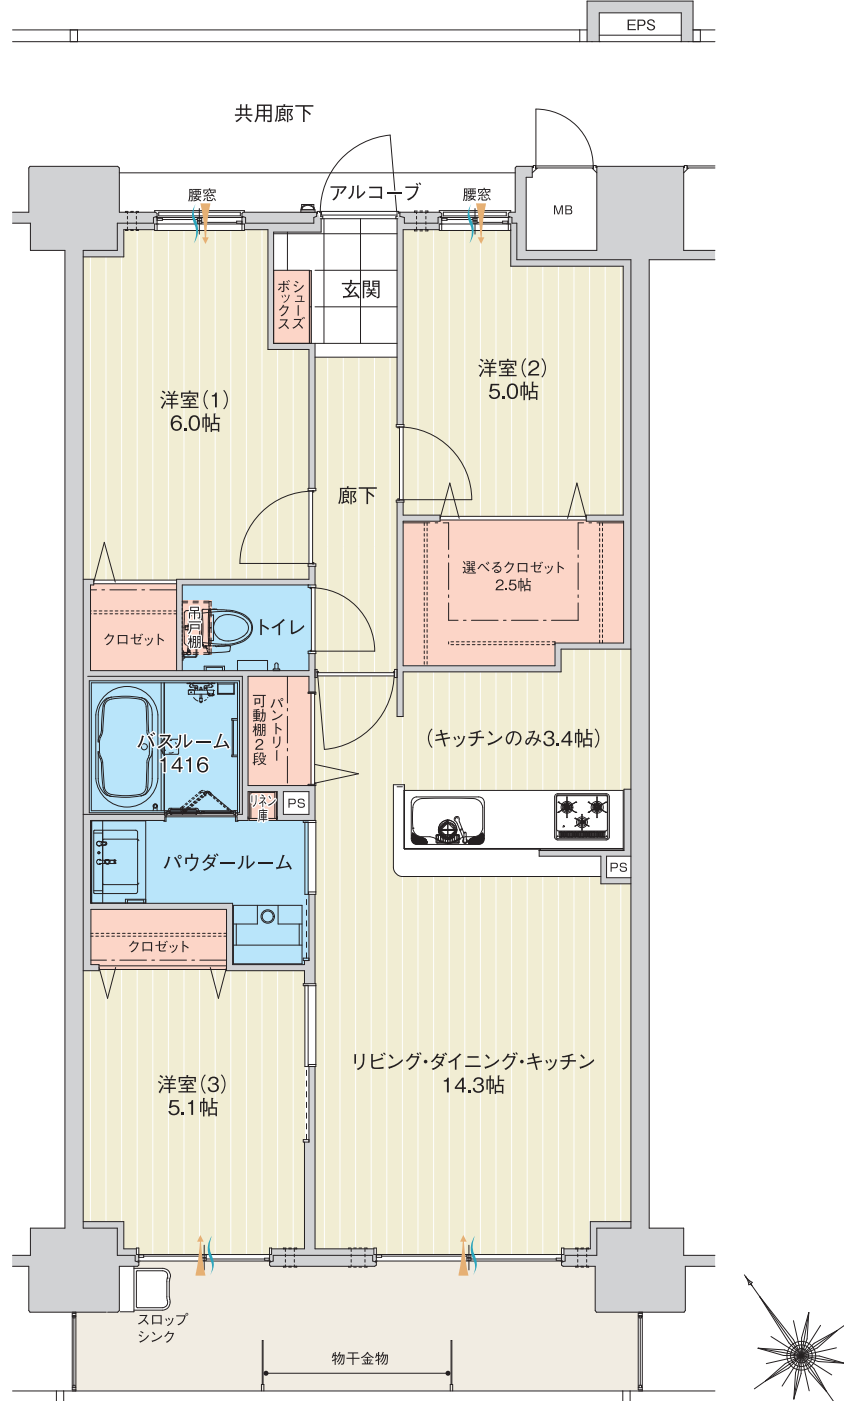 EPS
共用廊下
腰窓
アルコーブ
腰窓
MB
シューズ
ボックス
玄関
洋室(1)
6.0帖
洋室(2)
5.0帖
廊下
選べるクロゼット
2.5帖
クロゼット
吊戸棚
トイレ
パントリー
可動棚2段
(キッチンのみ3.4帖)
バスルーム
1416
リネン
庫
PS
パウダールーム
PS
クロゼット
リビング・ダイニング・キッチン
14.3帖
洋室(3)
5.1帖
スロップ
シンク
物干金物